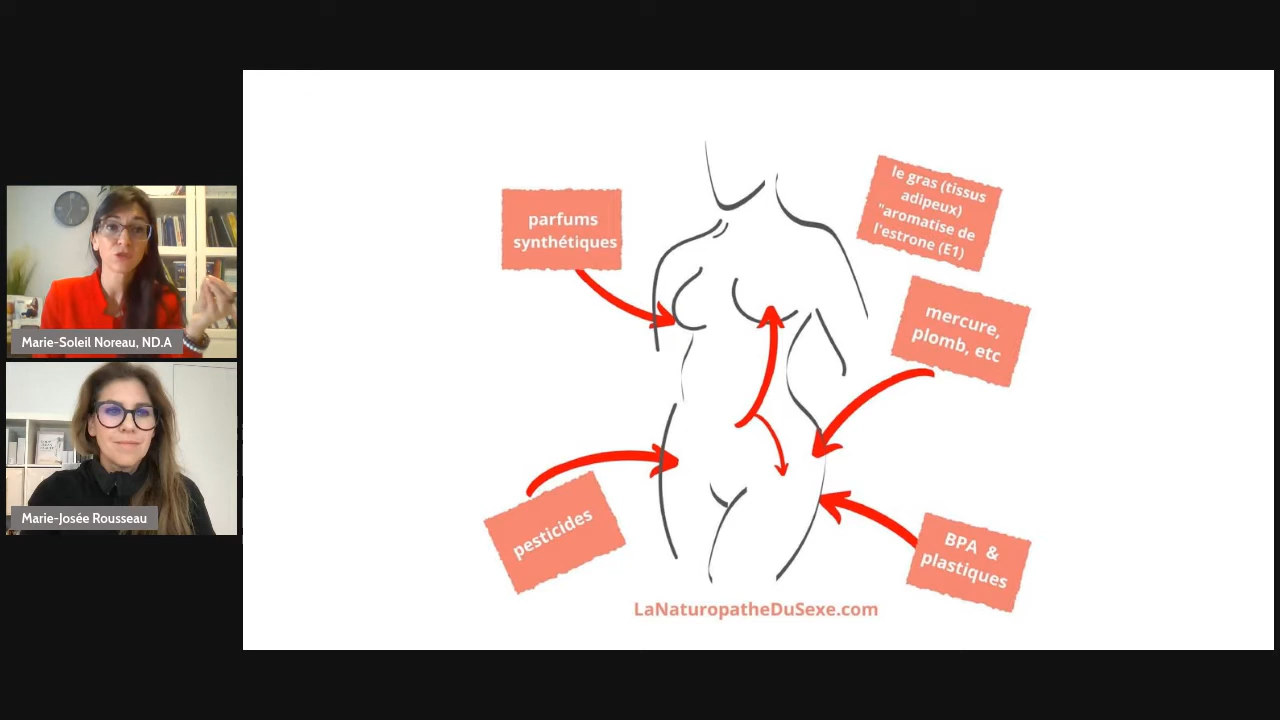 Marie-Soleil Noreau, ND.A
Marie-Josée Rousseau
parfums
synthétiques
le gras (tissus
adipeux)
"aromatise de
l'estrone (E1)
mercure,
plomb, etc
pesticides
BPA & 
plastiques
LaNaturopatheDuSexe.com